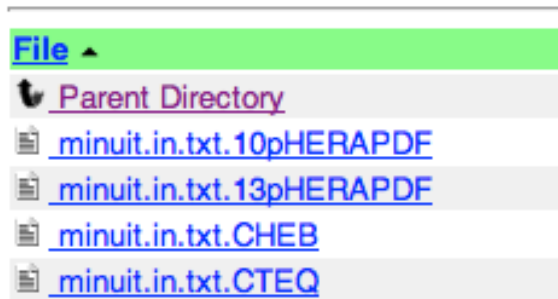 File
Parent Directory
minuit.in.txt.10pHERAPDF
minuit.in.txt.13pHERAPDF
minuit.in.txt.CHEB
minuit.in.txt.CTEQ